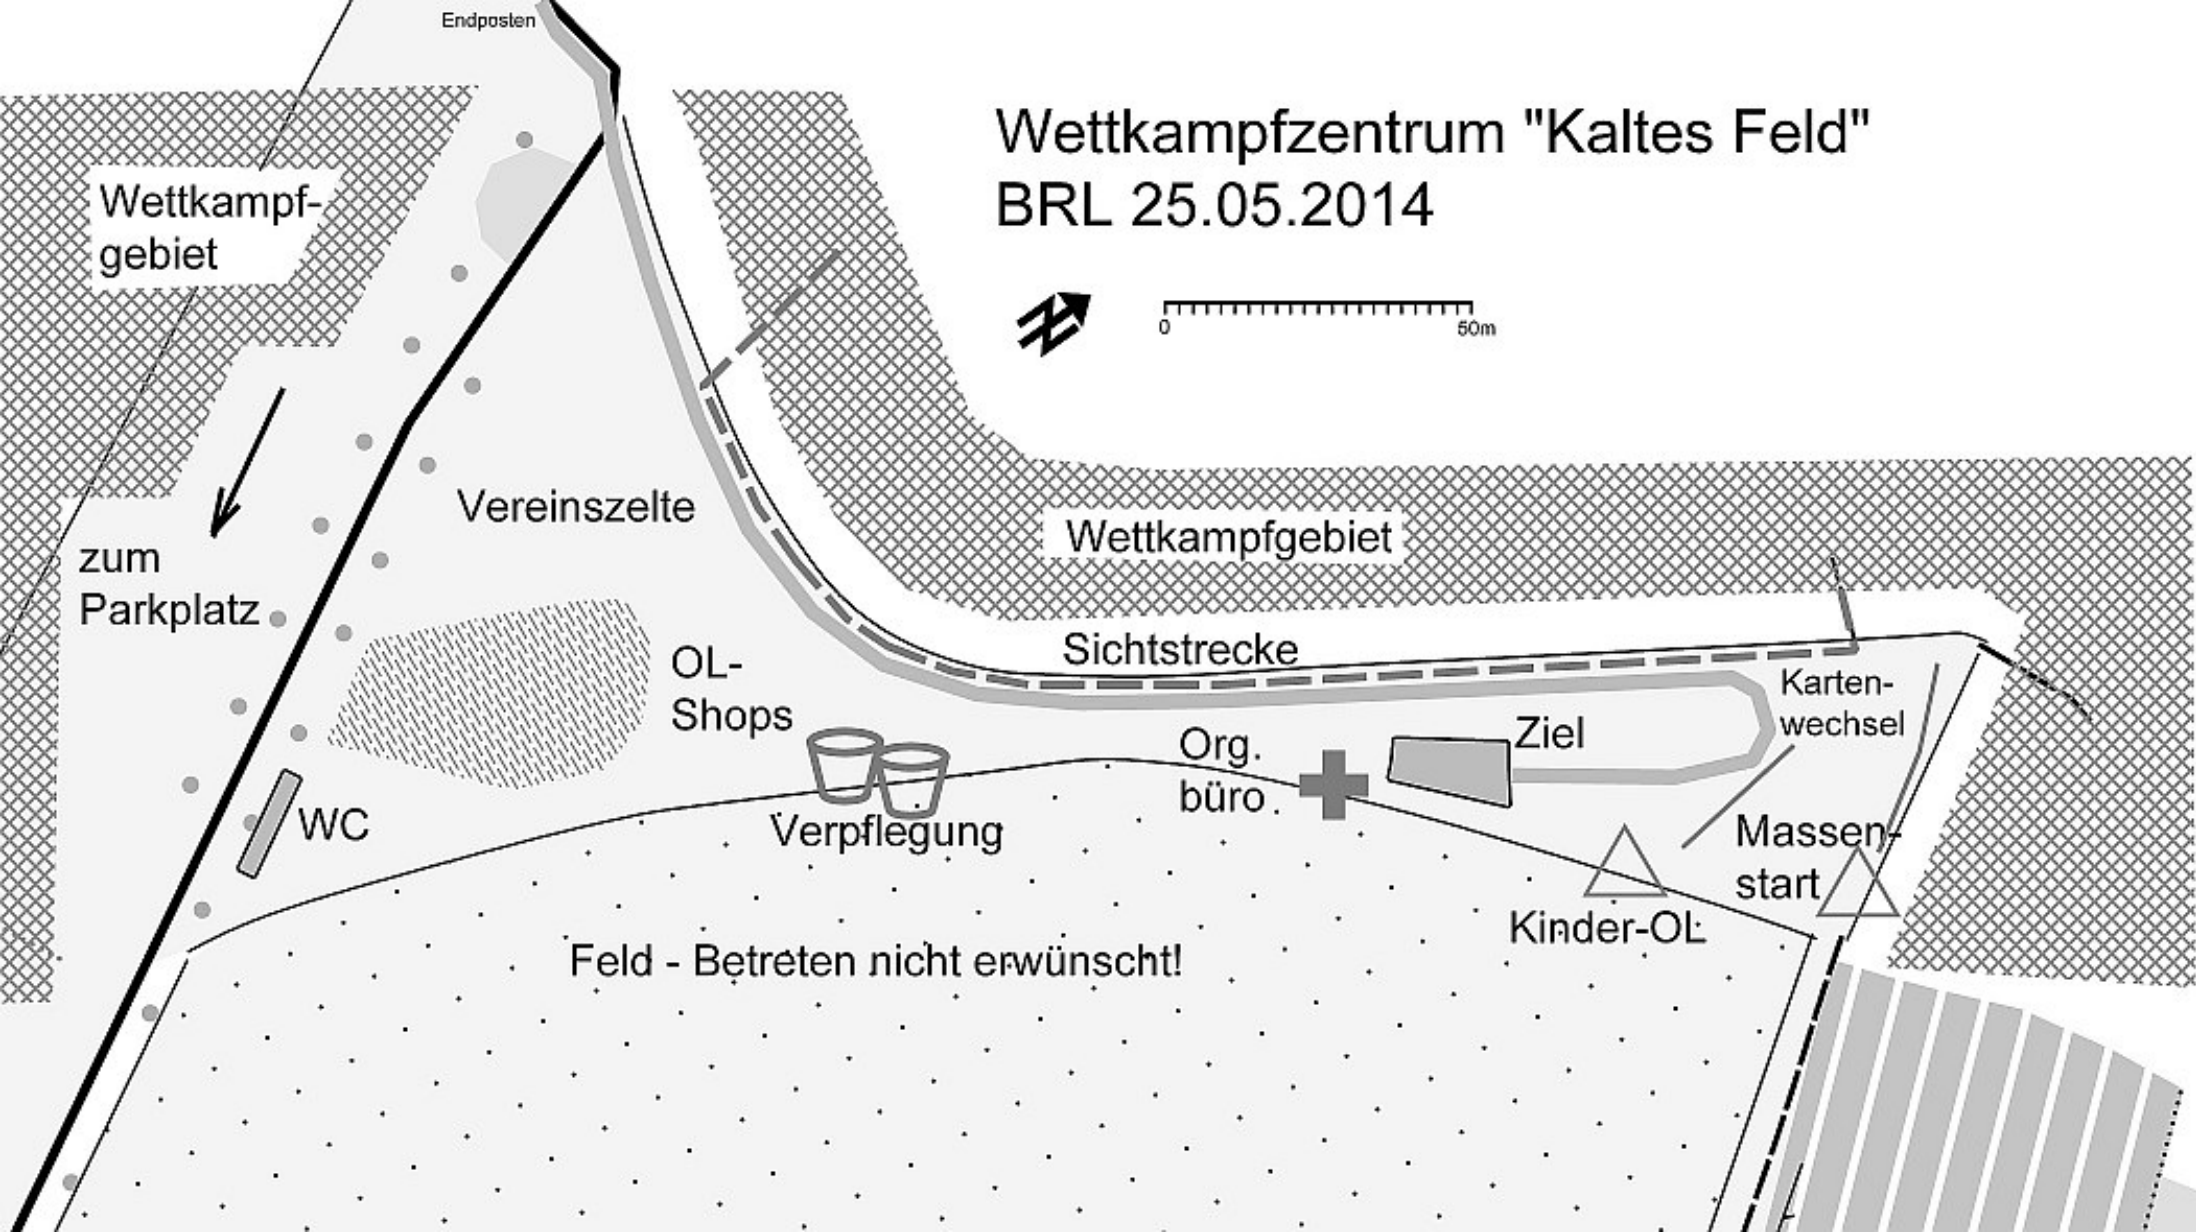 Endposten
Wettkampfzentrum "Kaltes Feld"
BRL 25.05.2014
Wettkampf-
gebiet
N
0
50m
Vereinszelte
Wettkampfgebiet
zum
Parkplatz
Sichtstrecke
OL-
Shops
Karten-
wechsel
Org.
büro
Ziel
WC
Verpflegung
Massen-
start
Kinder-OL
Feld - Betreten nicht erwünscht!